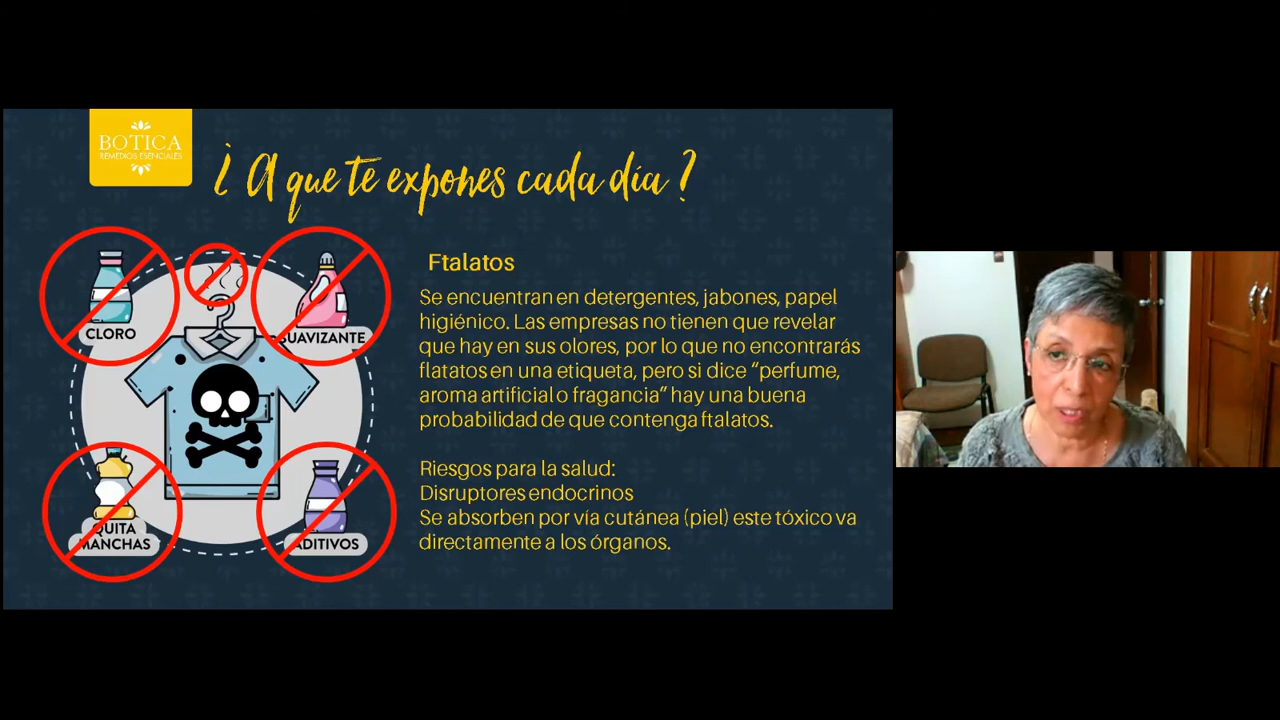 BOTICA
REMEDIOS ESENCIALES
¿ A que te expones cada día ?
CLORO
SUAVIZANTE
QUITA
MANCHAS
ADITIVOS
Ftalatos
Se encuentran en detergentes, jabones, papel
higiénico. Las empresas no tienen que revelar
que hay en sus olores, por lo que no encontrarás
flatatos en una etiqueta, pero si dice “perfume,
aroma artificial o fragancia” hay una buena
probabilidad de que contenga ftalatos.
Riesgos para la salud:
Disruptores endocrinos
Se absorben por vía cutánea (piel) este tóxico va
directamente a los órganos.